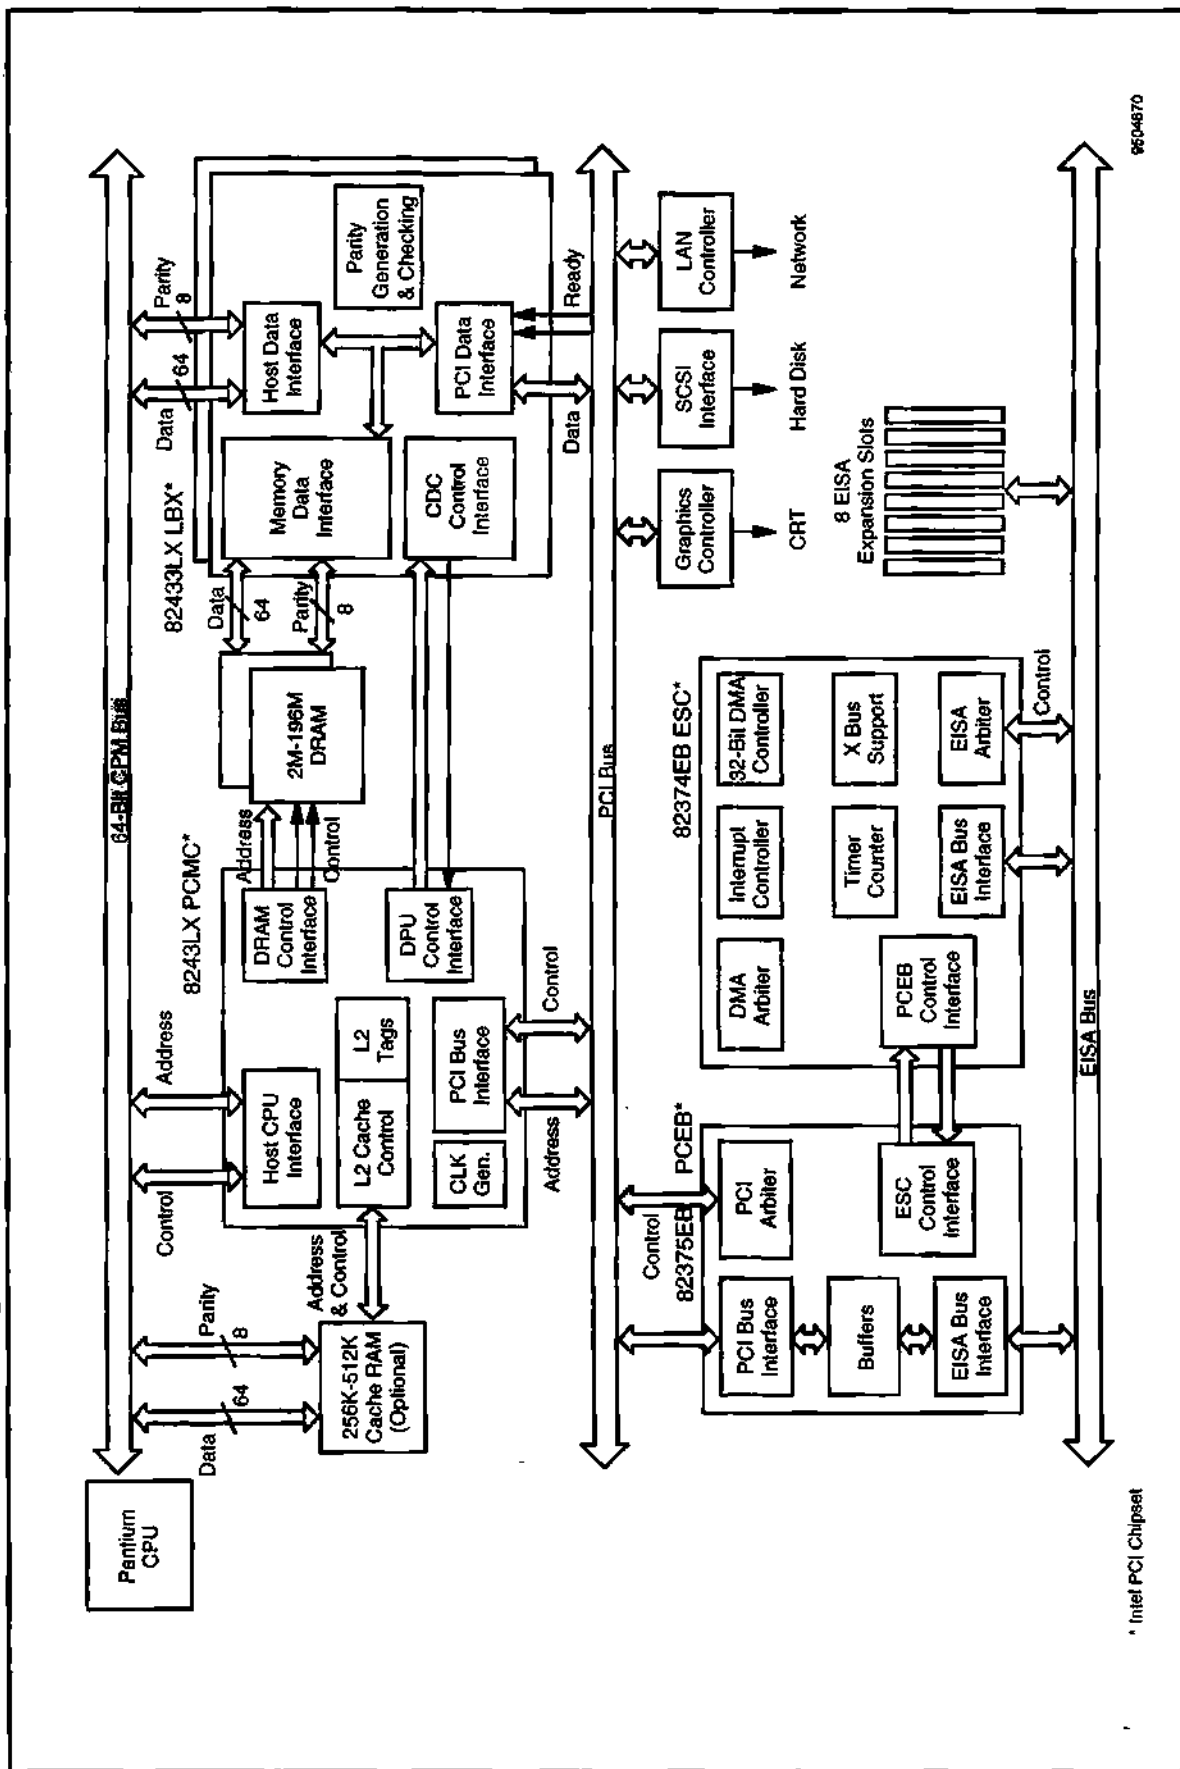 Pentium
CPU
64-Bit CPM Bus
Data
64
Parity
8
Control
Address
Data
64
Parity
8
256K-512K
Cache RAM
(Optional)
Address
& Control
8243LX PCMC*
Host CPU
Interface
L2 Cache
Control
L2
Tags
CLK
Gen.
PCI Bus
Interface
DRAM
Control
Interface
DPU
Control
Interface
Address
Control
2M-196M
DRAM
82433LX LBX*
Data
64
Parity
8
Memory
Data
Interface
CDC
Control
Interface
Host Data
Interface
PCI Data
Interface
Parity
Generation
& Checking
Address
Control
Data
Ready
PCI Bus
Control
82375EB PCEB*
PCI Bus
Interface
PCI
Arbiter
Buffers
EISA Bus
Interface
ESC
Control
Interface
82374EB ESC*
DMA
Arbiter
Interrupt
Controller
32-Bit DMA
Controller
Timer
Counter
X Bus
Support
PCEB
Control
Interface
EISA Bus
Interface
EISA
Arbiter
Control
Graphics
Controller
CRT
SCSI
Interface
Hard Disk
LAN
Controller
Network
8 EISA
Expansion Slots
EISA Bus
* Intel PCI Chipset
9504670